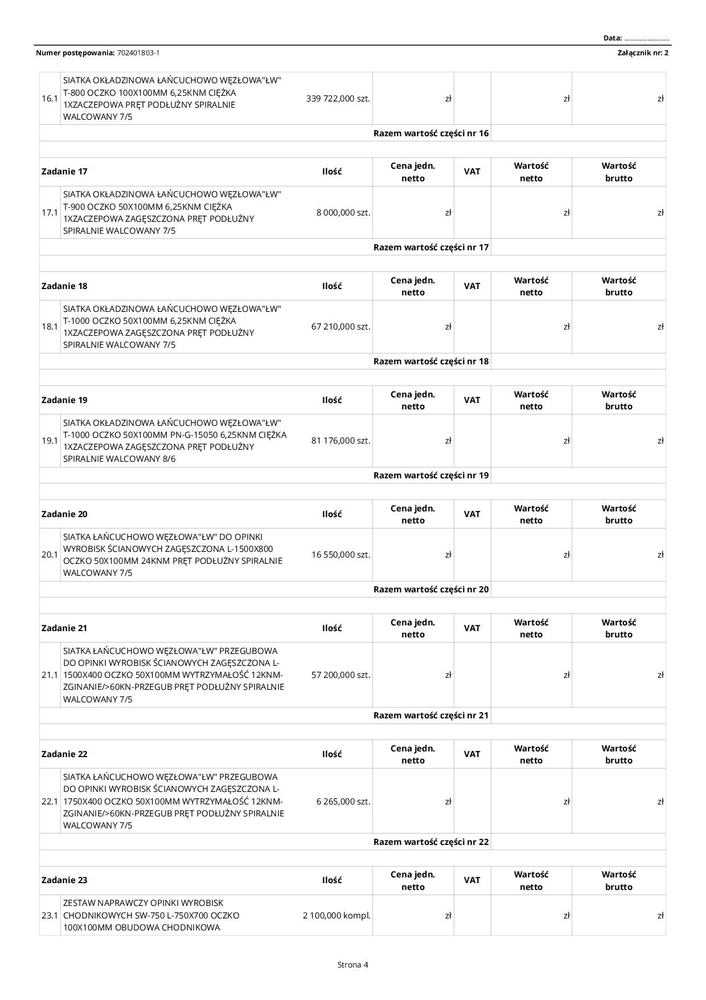 Data: ........................
Numer postępowania: 702401803-1 Załącznik nr: 2
SIATKA OKŁADZINOWA ŁAŃCUCHOWO WĘZŁOWA"ŁW"
T-800 OCZKO 100X100MM 6,25KNM CIĘŻKA
16.1 339 722,000 szt. zł zł zł
1XZACZEPOWA PRĘT PODŁUŻNY SPIRALNIE
WALCOWANY 7/5
Razem wartość części nr 16
Zadanie 17 Ilość Cena jedn. netto VAT Wartość netto Wartość brutto
SIATKA OKŁADZINOWA ŁAŃCUCHOWO WĘZŁOWA"ŁW"
T-900 OCZKO 50X100MM 6,25KNM CIĘŻKA
17.1 8 000,000 szt. zł zł zł
1XZACZEPOWA ZAGĘSZCZONA PRĘT PODŁUŻNY
SPIRALNIE WALCOWANY 7/5
Razem wartość części nr 17
Zadanie 18 Ilość Cena jedn. netto VAT Wartość netto Wartość brutto
SIATKA OKŁADZINOWA ŁAŃCUCHOWO WĘZŁOWA"ŁW"
T-1000 OCZKO 50X100MM 6,25KNM CIĘŻKA
18.1 67 210,000 szt. zł zł zł
1XZACZEPOWA ZAGĘSZCZONA PRĘT PODŁUŻNY
SPIRALNIE WALCOWANY 7/5
Razem wartość części nr 18
Zadanie 19 Ilość Cena jedn. netto VAT Wartość netto Wartość brutto
SIATKA OKŁADZINOWA ŁAŃCUCHOWO WĘZŁOWA"ŁW"
T-1000 OCZKO 50X100MM PN-G-15050 6,25KNM CIĘŻKA
19.1 81 176,000 szt. zł zł zł
1XZACZEPOWA ZAGĘSZCZONA PRĘT PODŁUŻNY
SPIRALNIE WALCOWANY 8/6
Razem wartość części nr 19
Zadanie 20 Ilość Cena jedn. netto VAT Wartość netto Wartość brutto
SIATKA ŁAŃCUCHOWO WĘZŁOWA"ŁW" DO OPINKI
WYROBISK ŚCIANOWYCH ZAGĘSZCZONA L-1500X800
20.1 16 550,000 szt. zł zł zł
OCZKO 50X100MM 24KNM PRĘT PODŁUŻNY SPIRALNIE
WALCOWANY 7/5
Razem wartość części nr 20
Zadanie 21 Ilość Cena jedn. netto VAT Wartość netto Wartość brutto
SIATKA ŁAŃCUCHOWO WĘZŁOWA"ŁW" PRZEGUBOWA
DO OPINKI WYROBISK ŚCIANOWYCH ZAGĘSZCZONA L-
21.1 1500X400 OCZKO 50X100MM WYTRZYMAŁOŚĆ 12KNM- 57 200,000 szt. zł zł zł
ZGINANIE/>60KN-PRZEGUB PRĘT PODŁUŻNY SPIRALNIE
WALCOWANY 7/5
Razem wartość części nr 21
Zadanie 22 Ilość Cena jedn. netto VAT Wartość netto Wartość brutto
SIATKA ŁAŃCUCHOWO WĘZŁOWA"ŁW" PRZEGUBOWA
DO OPINKI WYROBISK ŚCIANOWYCH ZAGĘSZCZONA L-
22.1 1750X400 OCZKO 50X100MM WYTRZYMAŁOŚĆ 12KNM- 6 265,000 szt. zł zł zł
ZGINANIE/>60KN-PRZEGUB PRĘT PODŁUŻNY SPIRALNIE
WALCOWANY 7/5
Razem wartość części nr 22
Zadanie 23 Ilość Cena jedn. netto VAT Wartość netto Wartość brutto
ZESTAW NAPRAWCZY OPINKI WYROBISK
23.1 CHODNIKOWYCH SW-750 L-750X700 OCZKO 2 100,000 kompl. zł zł zł
100X100MM OBUDOWA CHODNIKOWA
Strona 4